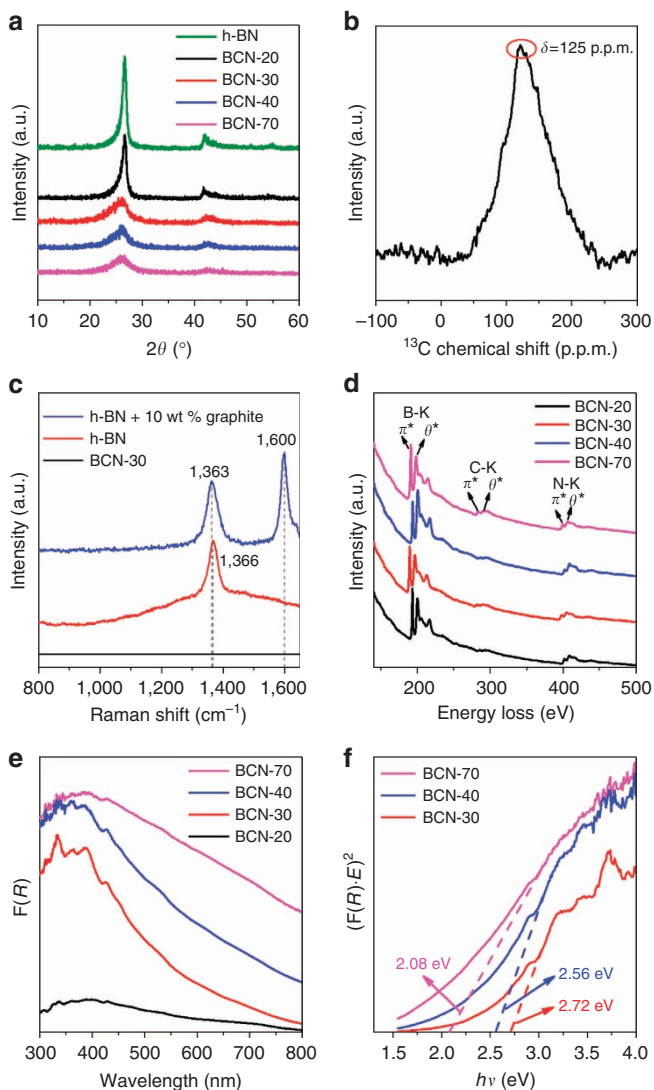 a
h-BN
BCN-20
BCN-30
BCN-40
BCN-70
Intensity (a.u.)
10 20 30 40 50 60
2θ (°)
b
δ=125 p.p.m.
Intensity (a.u.)
−100 0 100 200 300
¹³C chemical shift (p.p.m.)
c
h-BN + 10 wt % graphite
h-BN
BCN-30
1,600
1,363
1,366
Intensity (a.u.)
800 1,000 1,200 1,400 1,600
Raman shift (cm⁻¹)
d
BCN-20
BCN-30
BCN-40
BCN-70
B-K
π* θ*
C-K
π* θ*
N-K
π* θ*
Intensity (a.u.)
200 300 400 500
Energy loss (eV)
e
BCN-70
BCN-40
BCN-30
BCN-20
F(R)
300 400 500 600 700 800
Wavelength (nm)
f
BCN-70
BCN-40
BCN-30
(F(R)·E)²
2.08 eV
2.56 eV
2.72 eV
1.5 2.0 2.5 3.0 3.5 4.0
hν (eV)